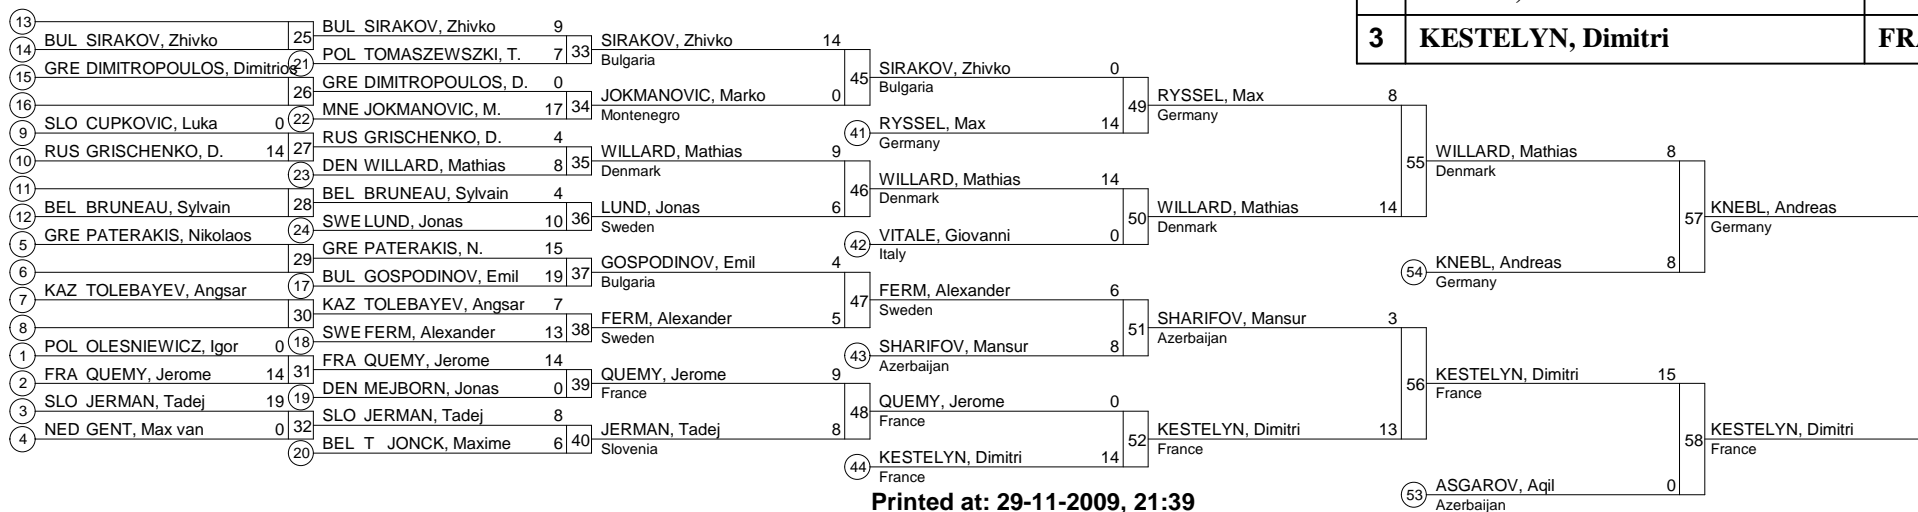 3 KESTELYN, Dimitri FRA
13
14 BUL SIRAKOV, Zhivko
15 GRE DIMITROPOULOS, Dimitrios
16
9 SLO CUPKOVIC, Luka 0
10 RUS GRISCHENKO, D. 14
11
12 BEL BRUNEAU, Sylvain
5 GRE PATERAKIS, Nikolaos
6
7 KAZ TOLEBAYEV, Angsar
8
1 POL OLESNIEWICZ, Igor 0
2 FRA QUEMY, Jerome 14
3 SLO JERMAN, Tadej 19
4 NED GENT, Max van 0
25 BUL SIRAKOV, Zhivko 9
21 POL TOMASZEWSZKI, T. 7
26 GRE DIMITROPOULOS, D. 0
22 MNE JOKMANOVIC, M. 17
27 RUS GRISCHENKO, D. 4
23 DEN WILLARD, Mathias 8
28 BEL BRUNEAU, Sylvain 4
24 SWE LUND, Jonas 10
29 GRE PATERAKIS, N. 15
17 BUL GOSPODINOV, Emil 19
30 KAZ TOLEBAYEV, Angsar 7
18 SWE FERM, Alexander 13
31 FRA QUEMY, Jerome 14
19 DEN MEJBORN, Jonas 0
32 SLO JERMAN, Tadej 8
20 BEL T JONCK, Maxime 6
33 SIRAKOV, Zhivko 14
Bulgaria
34 JOKMANOVIC, Marko 0
Montenegro
35 WILLARD, Mathias 9
Denmark
36 LUND, Jonas 6
Sweden
37 GOSPODINOV, Emil 4
Bulgaria
38 FERM, Alexander 5
Sweden
39 QUEMY, Jerome 9
France
40 JERMAN, Tadej 8
Slovenia
45 SIRAKOV, Zhivko 0
Bulgaria
41 RYSSEL, Max 14
Germany
46 WILLARD, Mathias 14
Denmark
42 VITALE, Giovanni 0
Italy
47 FERM, Alexander 6
Sweden
43 SHARIFOV, Mansur 8
Azerbaijan
48 QUEMY, Jerome 0
France
44 KESTELYN, Dimitri 14
France
49 RYSSEL, Max 8
Germany
50 WILLARD, Mathias 14
Denmark
51 SHARIFOV, Mansur 3
Azerbaijan
52 KESTELYN, Dimitri 13
France
55 WILLARD, Mathias 8
Denmark
54 KNEBL, Andreas 8
Germany
56 KESTELYN, Dimitri 15
France
53 ASGAROV, Aqil 0
Azerbaijan
57 KNEBL, Andreas
Germany
58 KESTELYN, Dimitri
France
Printed at: 29-11-2009, 21:39